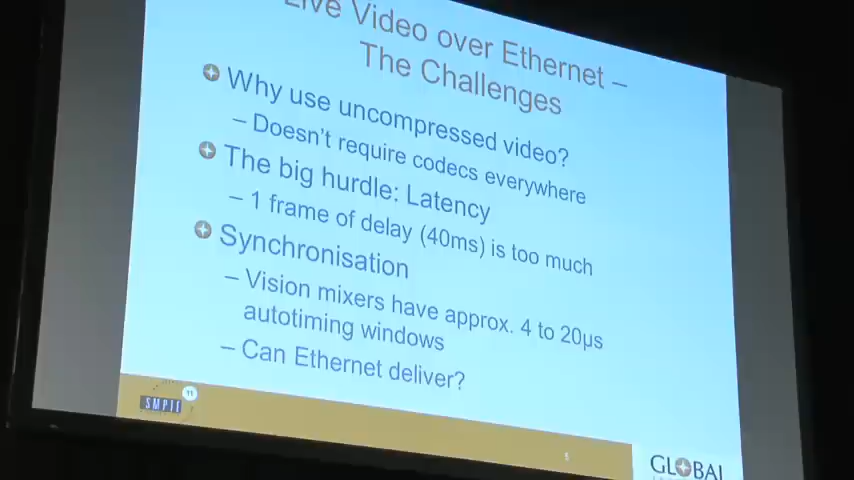 Live Video over Ethernet –
The Challenges
Why use uncompressed video?
– Doesn't require codecs everywhere
The big hurdle: Latency
– 1 frame of delay (40ms) is too much
Synchronisation
– Vision mixers have approx. 4 to 20µs
autotiming windows
– Can Ethernet deliver?
SMPTE
11
5
GLOBAL